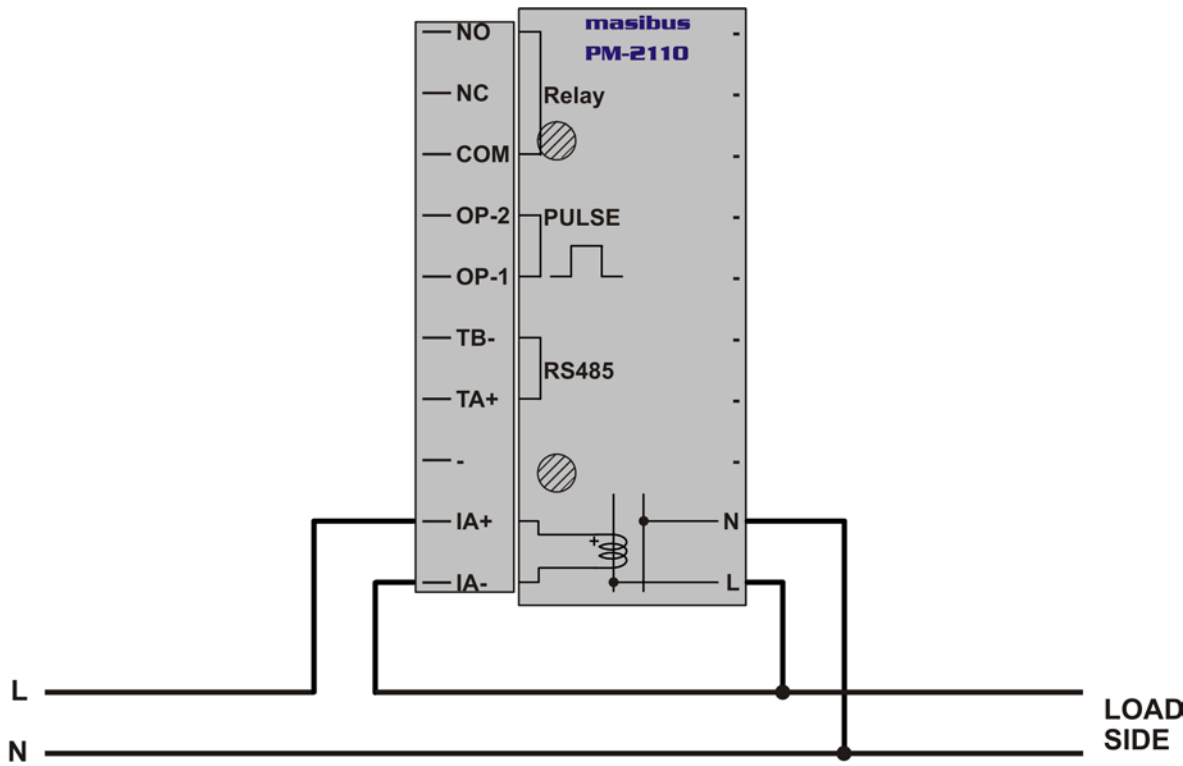 masibus
PM-2110
NO
NC
COM
OP-2
OP-1
TB-
TA+
-
IA+
IA-
Relay
PULSE
RS485
+
-
-
-
-
-
-
-
-
N
L
L
N
LOAD
SIDE